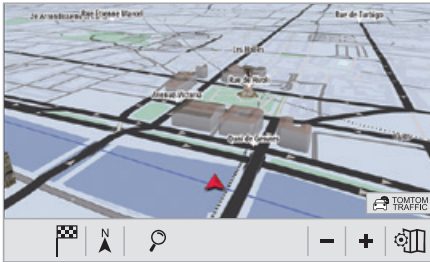 Rue Étienne Marcel
Rue de Turbigo
Les Halles
Rue de Rivoli
Avenue Victoria
Quai de Gesvres
TOMTOM
TRAFFIC
N